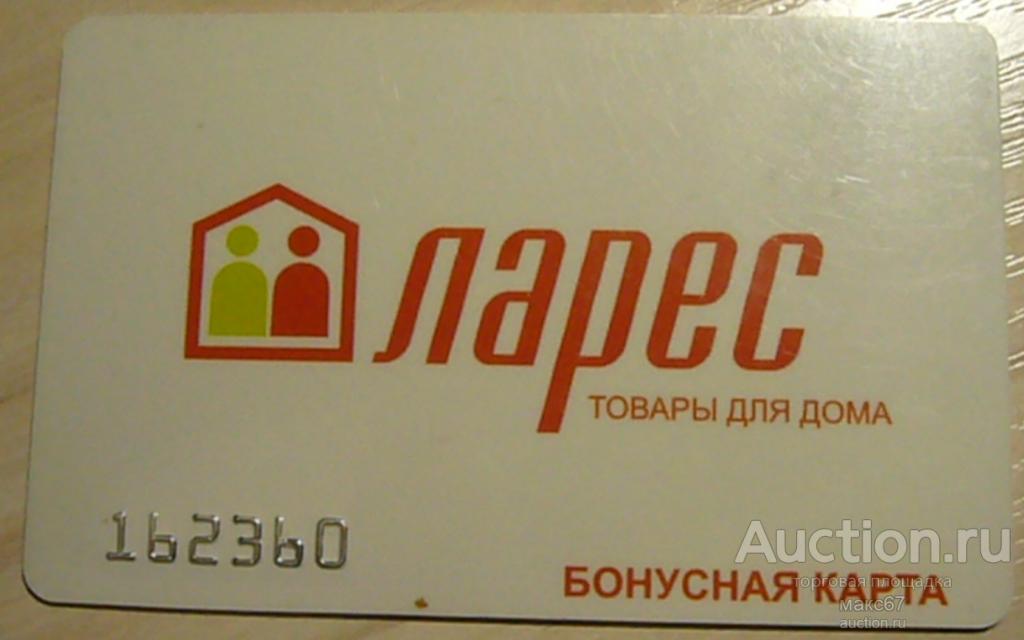 ларес
ТОВАРЫ ДЛЯ ДОМА
162360
БОНУСНАЯ КАРТА
Auction.ru
торговая площадка
макс67
auction.ru